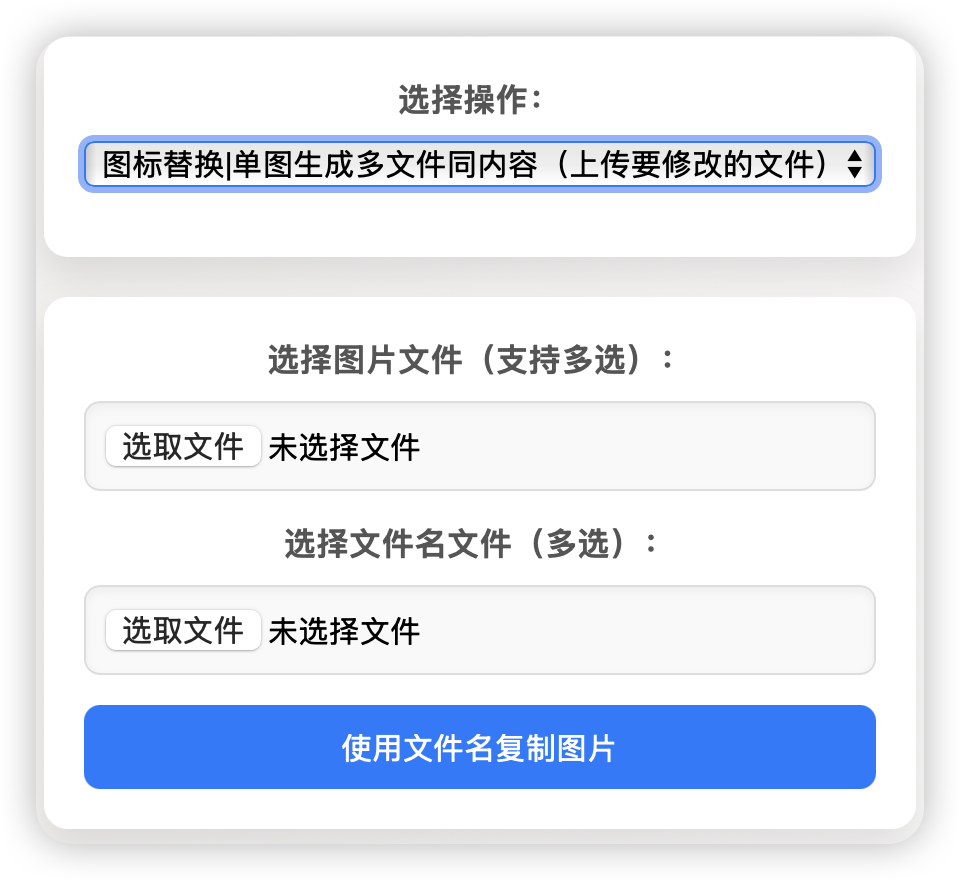 选择操作：
图标替换|单图生成多文件同内容（上传要修改的文件）
选择图片文件（支持多选）：
选取文件 未选择文件
选择文件名文件（多选）：
选取文件 未选择文件
使用文件名复制图片